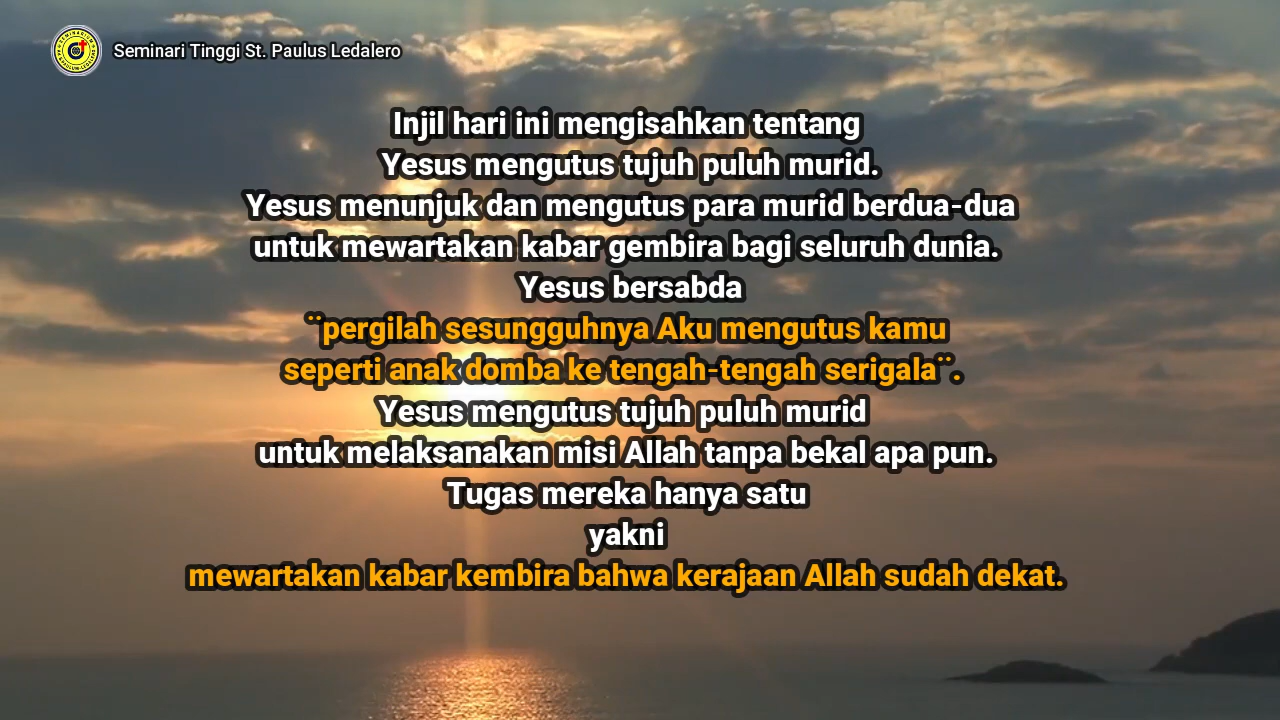 Seminari Tinggi St. Paulus Ledalero
Injil hari ini mengisahkan tentang
Yesus mengutus tujuh puluh murid.
Yesus menunjuk dan mengutus para murid berdua-dua
untuk mewartakan kabar gembira bagi seluruh dunia.
Yesus bersabda
¨pergilah sesungguhnya Aku mengutus kamu
seperti anak domba ke tengah-tengah serigala¨.
Yesus mengutus tujuh puluh murid
untuk melaksanakan misi Allah tanpa bekal apa pun.
Tugas mereka hanya satu
yakni
mewartakan kabar kembira bahwa kerajaan Allah sudah dekat.